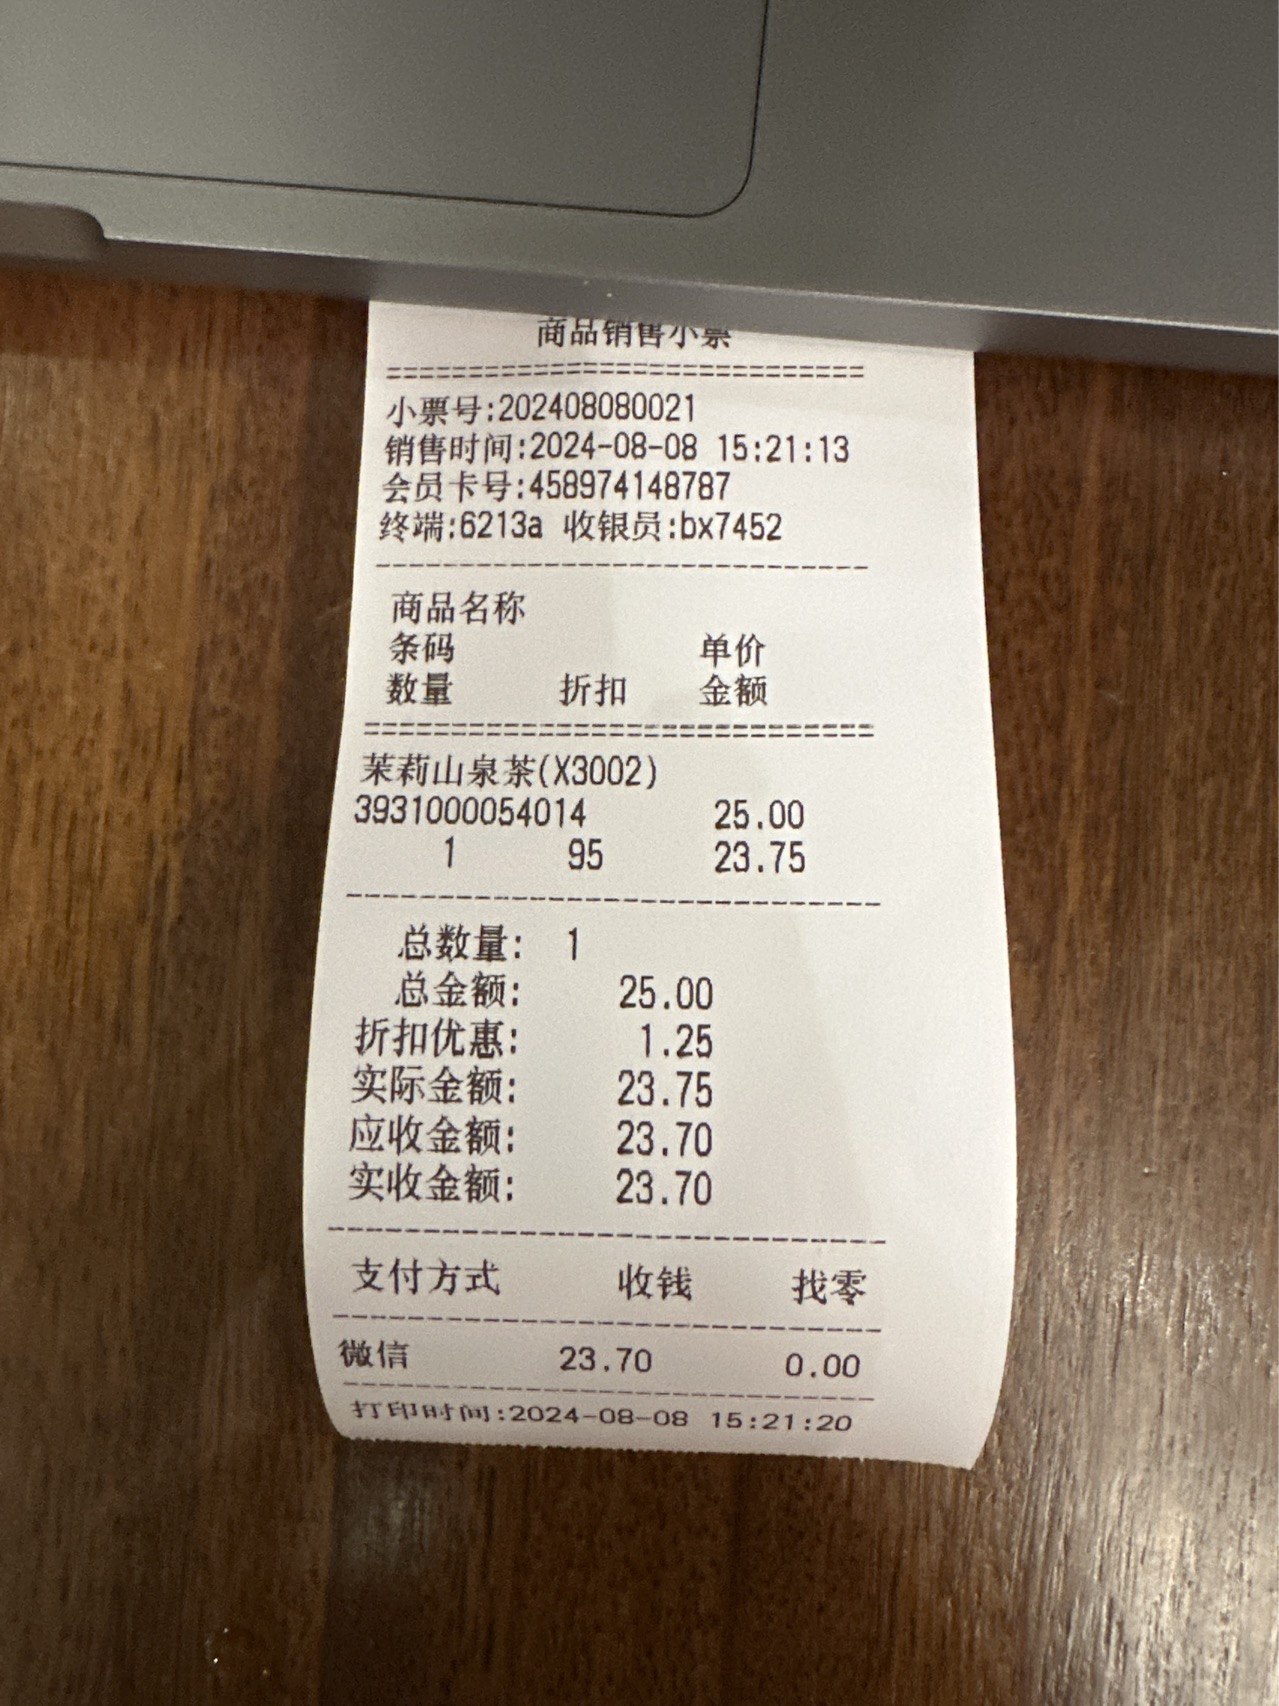 商品销售小票
==============================
小票号:202408080021
销售时间:2024-08-08 15:21:13
会员卡号:458974148787
终端:6213a 收银员:bx7452
------------------------------
商品名称
条码 单价
数量 折扣 金额
==============================
茉莉山泉茶(X3002)
3931000054014 25.00
1 95 23.75
------------------------------
总数量: 1
总金额: 25.00
折扣优惠: 1.25
实际金额: 23.75
应收金额: 23.70
实收金额: 23.70
------------------------------
支付方式 收钱 找零
------------------------------
微信 23.70 0.00
------------------------------
打印时间:2024-08-08 15:21:20